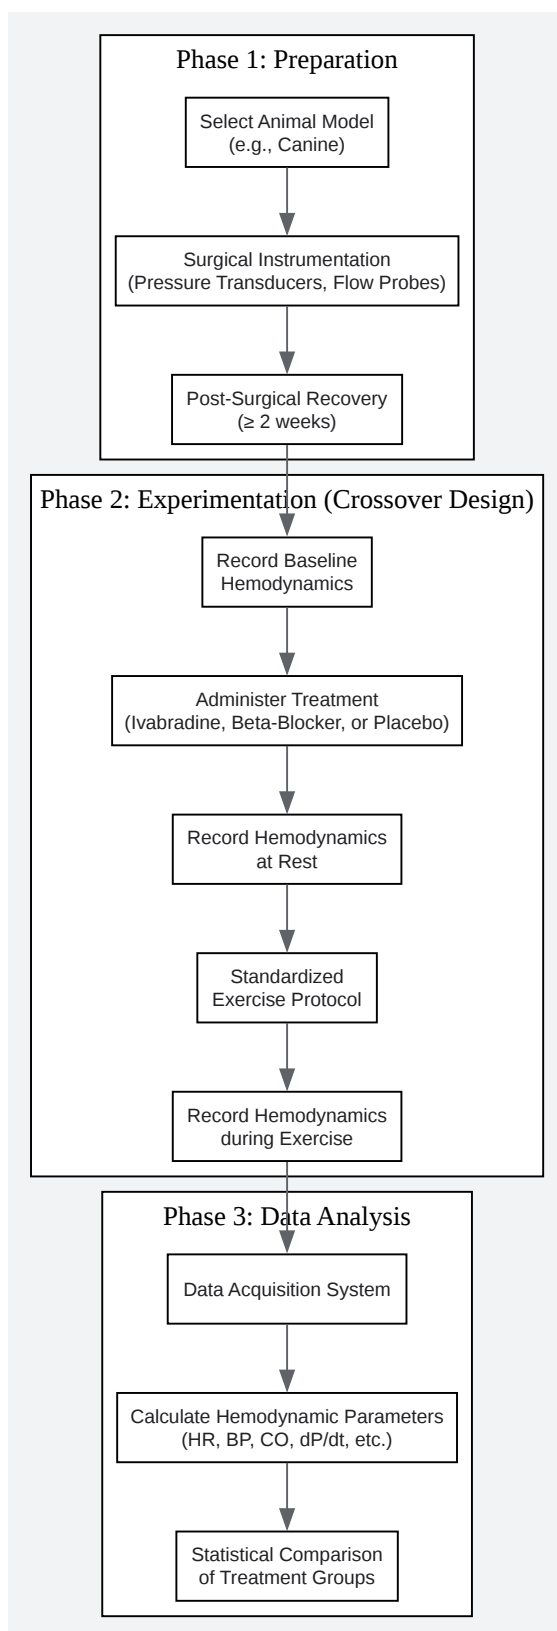 Phase 1: Preparation
Select Animal Model
(e.g., Canine)
Surgical Instrumentation
(Pressure Transducers, Flow Probes)
Post-Surgical Recovery
(≥ 2 weeks)
Phase 2: Experimentation (Crossover Design)
Record Baseline
Hemodynamics
Administer Treatment
(Ivabradine, Beta-Blocker, or Placebo)
Record Hemodynamics
at Rest
Standardized
Exercise Protocol
Record Hemodynamics
during Exercise
Phase 3: Data Analysis
Data Acquisition System
Calculate Hemodynamic Parameters
(HR, BP, CO, dP/dt, etc.)
Statistical Comparison
of Treatment Groups